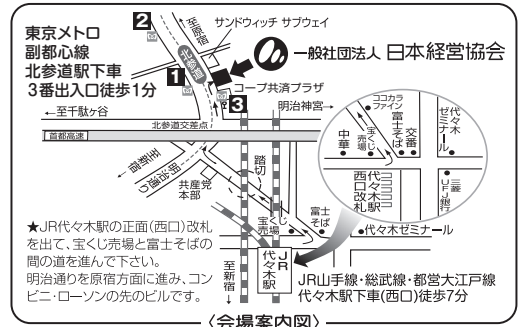 東京メトロ
副都心線
北参道駅下車
3番出入口徒歩1分
2
至原宿
サンドウィッチ サブウェイ
北参道
一般社団法人 日本経営協会
1
3
コープ共済プラザ
明治神宮→
←至千駄ヶ谷
北参道交差点
首都高速
至新宿
明治通り
共産党
本部
踏切
ココカラ
ファイン
中華
宝くじ
売場
富士そば
交番
代々木
ゼミナール
代々木駅
西口改札
三菱
UFJ銀行
宝くじ
売場
富士
そば
代々木ゼミナール
至新宿
JR
代々木駅
★JR代々木駅の正面(西口)改札
を出て、宝くじ売場と富士そばの
間の道を進んで下さい。
明治通りを原宿方面に進み、コン
ビニ・ローソンの先のビルです。
JR山手線・総武線・都営大江戸線
代々木駅下車(西口)徒歩7分
〈会場案内図〉